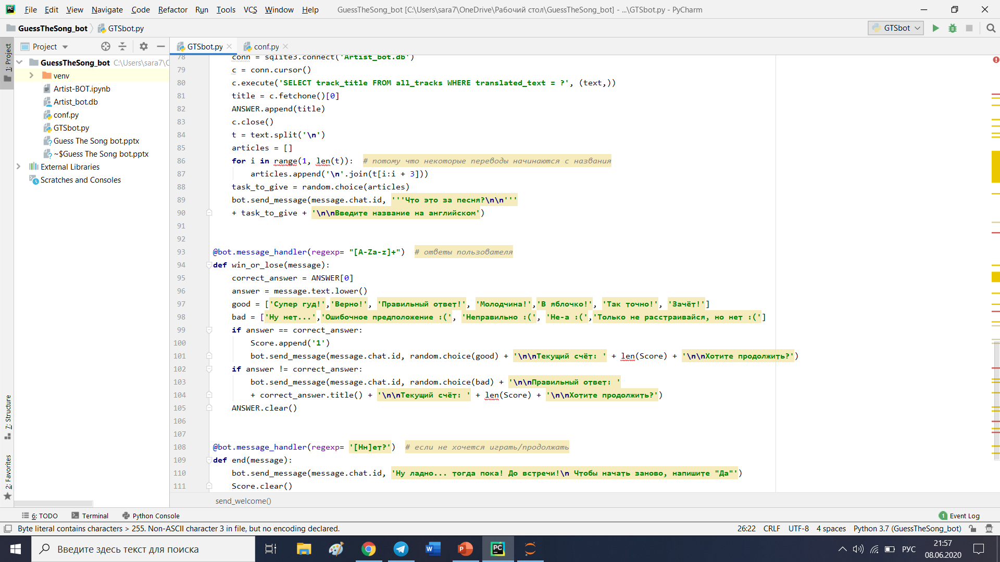 File Edit View Navigate Code Refactor Run Tools VCS Window Help GuessTheSong_bot [C:\Users\sara7\OneDrive\Рабочий стол\GuessTheSong_bot] - ...\GTSbot.py - PyCharm
GuessTheSong_bot GTSbot.py GTSbot
Project GTSbot.py conf.py
1: Project
GuessTheSong_bot C:\Users\sara7\O
venv
Artist-BOT.ipynb
Artist_bot.db
conf.py
GTSbot.py
Guess The Song bot.pptx
~$Guess The Song bot.pptx
External Libraries
Scratches and Consoles
7: Structure
2: Favorites
78 conn = sqlite3.connect('Artist_bot.db')
79 c = conn.cursor()
80 c.execute('SELECT track_title FROM all_tracks WHERE translated_text = ?', (text,))
81 title = c.fetchone()[0]
82 ANSWER.append(title)
83 c.close()
84 t = text.split('\n')
85 articles = []
86 for i in range(1, len(t)):  # потому что некоторые переводы начинаются с названия
87 articles.append('\n'.join(t[i:i + 3]))
88 task_to_give = random.choice(articles)
89 bot.send_message(message.chat.id, '''Что это за песня?\n\n'''
90 + task_to_give + '\n\nВведите название на английском')
91
92
93 @bot.message_handler(regexp= "[A-Za-z]+")  # ответы пользователя
94 def win_or_lose(message):
95 correct_answer = ANSWER[0]
96 answer = message.text.lower()
97 good = ['Супер гуд!','Верно!', 'Правильный ответ!', 'Молодчина!','В яблочко!', 'Так точно!', 'Зачёт!']
98 bad = ['Ну нет...','Ошибочное предположение :(', 'Неправильно :(', 'Не-а :(','Только не расстраивайся, но нет :(']
99 if answer == correct_answer:
100 Score.append('1')
101 bot.send_message(message.chat.id, random.choice(good) + '\n\nТекущий счёт: ' + len(Score) + '\n\nХотите продолжить?')
102 if answer != correct_answer:
103 bot.send_message(message.chat.id, random.choice(bad) + '\n\nПравильный ответ: '
104 + correct_answer.title() + '\n\nТекущий счёт: ' + len(Score) + '\n\nХотите продолжить?')
105 ANSWER.clear()
106
107
108 @bot.message_handler(regexp= '[Нн]ет?')  # если не хочется играть/продолжать
109 def end(message):
110 bot.send_message(message.chat.id, 'Ну ладно... тогда пока! До встречи!\n Чтобы начать заново, напишите "Да"')
111 Score.clear()
send_welcome()
6: TODO Terminal Python Console 1 Event Log
Byte literal contains characters > 255. Non-ASCII character 3 in file, but no encoding declared. 26:22 CRLF UTF-8 4 spaces Python 3.7 (GuessTheSong_bot)
Введите здесь текст для поиска РУС 21:57
08.06.2020